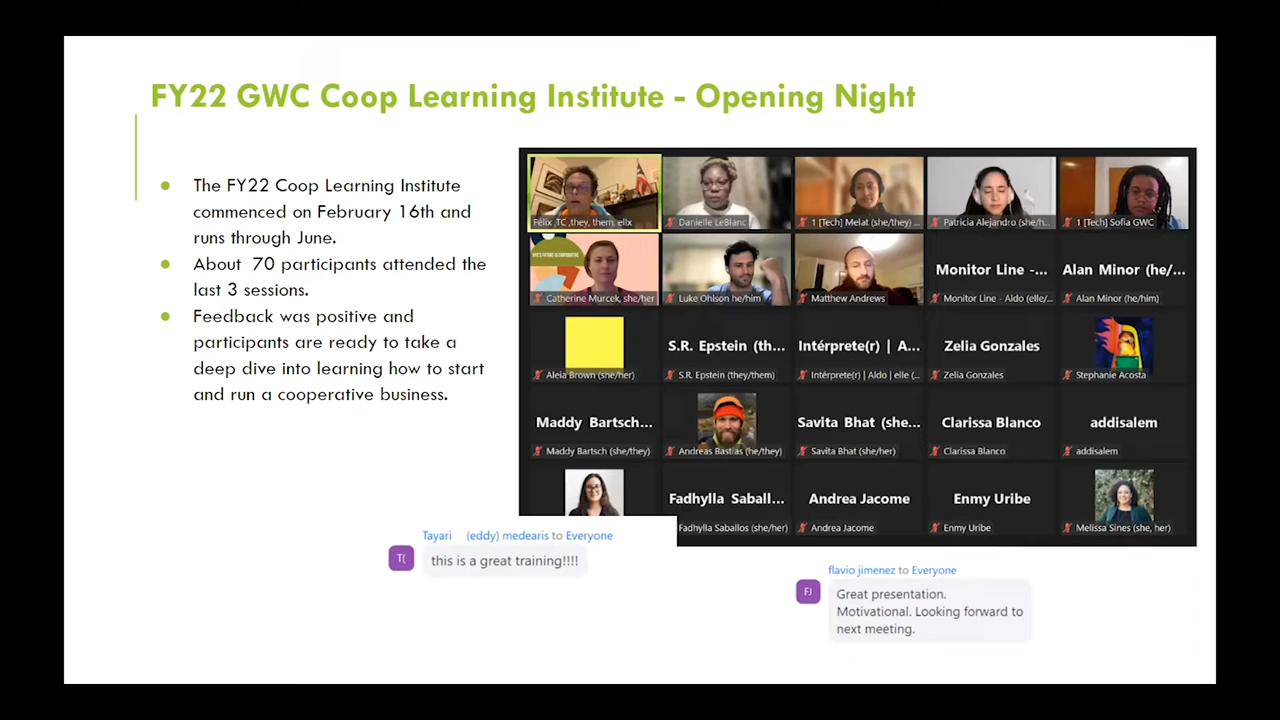 FY22 GWC Coop Learning Institute - Opening Night
The FY22 Coop Learning Institute
commenced on February 16th and
runs through June.
About 70 participants attended the
last 3 sessions.
Feedback was positive and
participants are ready to take a
deep dive into learning how to start
and run a cooperative business.
Félix ,TC ,they, them, ellx
Danielle LeBlanc
1 [Tech] Melat (she/they) ...
Patricia Alejandro (she/h...
1 [Tech] Sofia GWC
NYC'S FUTURE IS COOPERATIVE
Catherine Murcek, she/her
Luke Ohlson he/him
Matthew Andrews
Monitor Line -...
Monitor Line - Aldo (elle/...
Alan Minor (he/...
Alan Minor (he/him)
Aleia Brown (she/her)
S.R. Epstein (th...
S.R. Epstein (they/them)
Intérprete(r) | A...
Intérprete(r) | Aldo | elle (...
Zelia Gonzales
Zelia Gonzales
Stephanie Acosta
Maddy Bartsch...
Maddy Bartsch (she/they)
Andreas Bastias (he/they)
Savita Bhat (she...
Savita Bhat (she/her)
Clarissa Blanco
Clarissa Blanco
addisalem
addisalem
Fadhylla Saball...
Fadhylla Saballos (she/her)
Andrea Jacome
Andrea Jacome
Enmy Uribe
Enmy Uribe
Melissa Sines (she, her)
Tayari (eddy) medearis to Everyone
T(
this is a great training!!!!
flavio jimenez to Everyone
FJ
Great presentation.
Motivational. Looking forward to
next meeting.